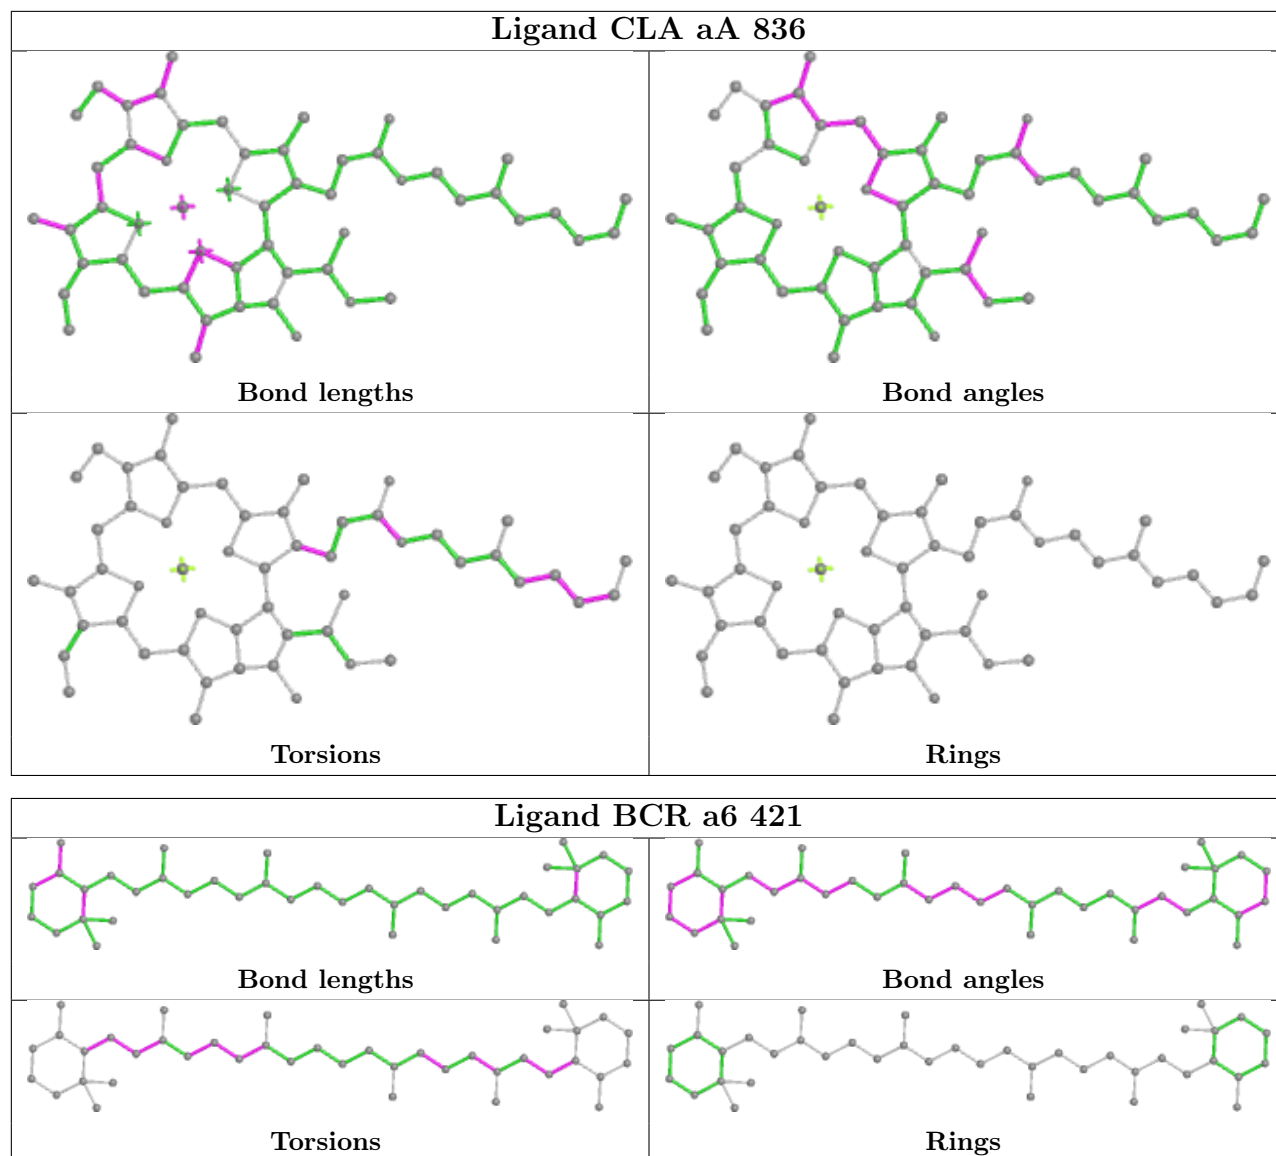 Ligand CLA aA 836
Bond lengths
Bond angles
Torsions
Rings
Ligand BCR a6 421
Bond lengths
Bond angles
Torsions
Rings